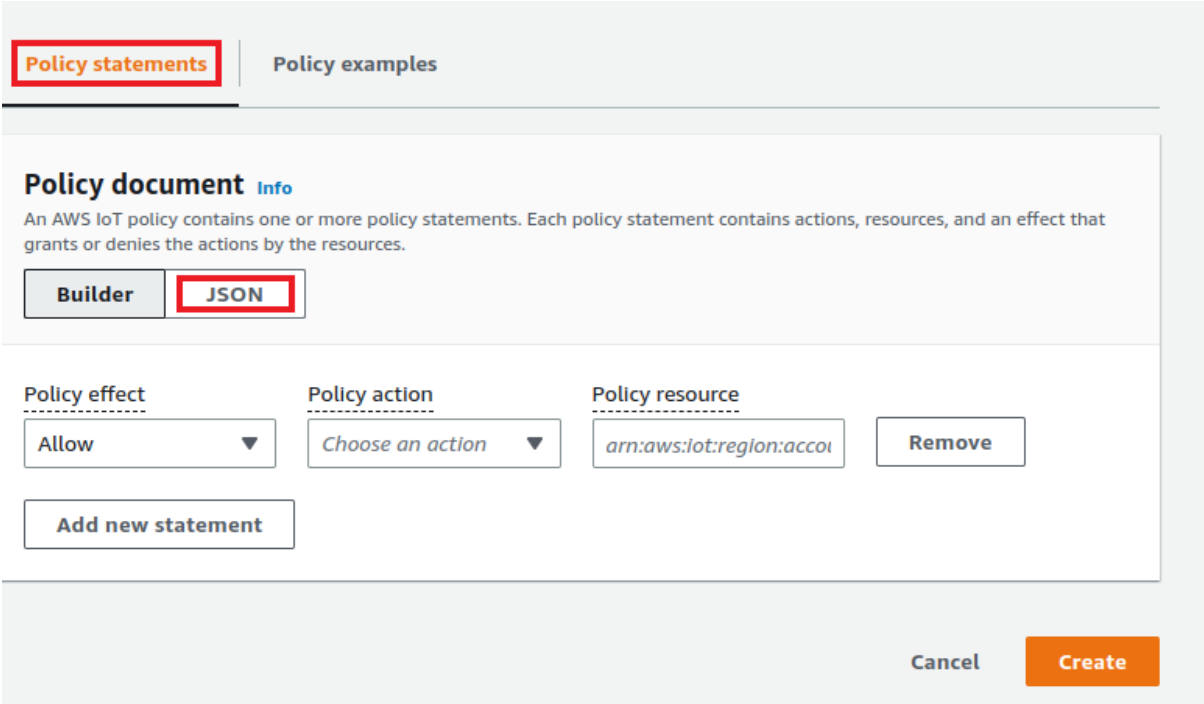 Policy statements
Policy examples
Policy document Info
An AWS IoT policy contains one or more policy statements. Each policy statement contains actions, resources, and an effect that
grants or denies the actions by the resources.
Builder
JSON
Policy effect
Policy action
Policy resource
Allow
Choose an action
arn:aws:iot:region:accou
Remove
Add new statement
Cancel
Create